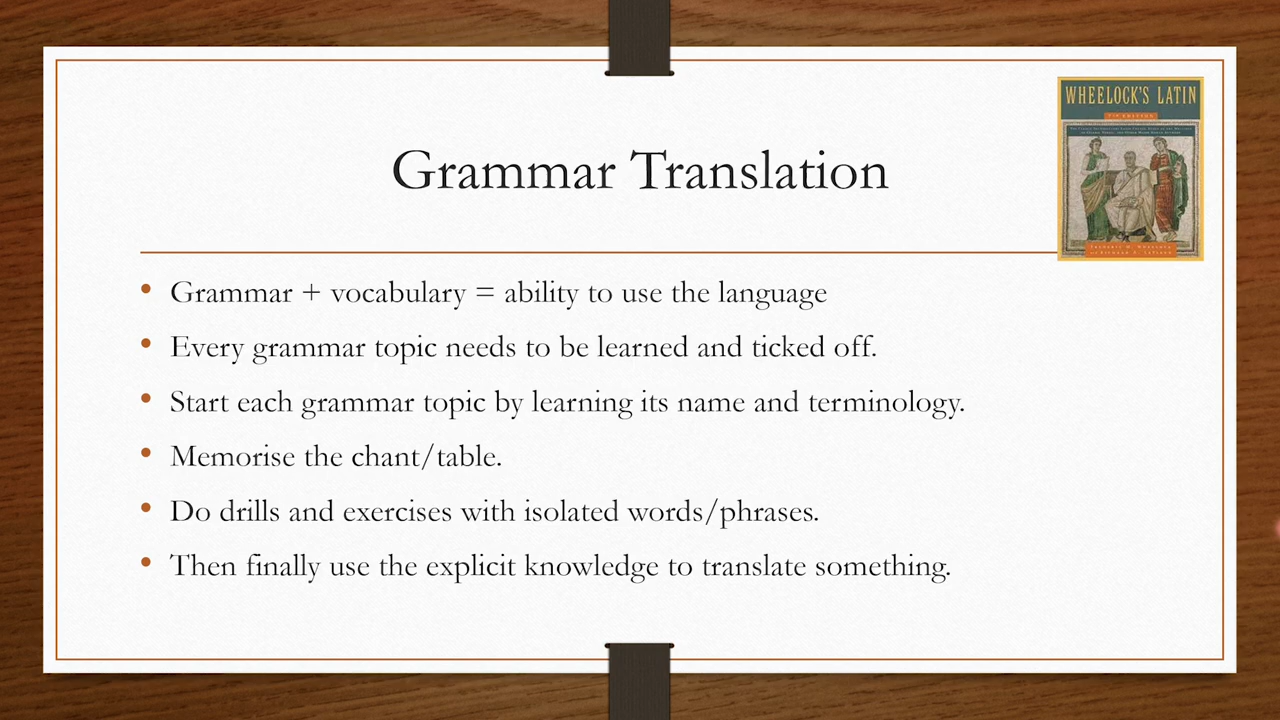 WHEELOCK'S LATIN
7TH EDITION
Grammar Translation
• Grammar + vocabulary = ability to use the language
• Every grammar topic needs to be learned and ticked off.
• Start each grammar topic by learning its name and terminology.
• Memorise the chant/table.
• Do drills and exercises with isolated words/phrases.
• Then finally use the explicit knowledge to translate something.